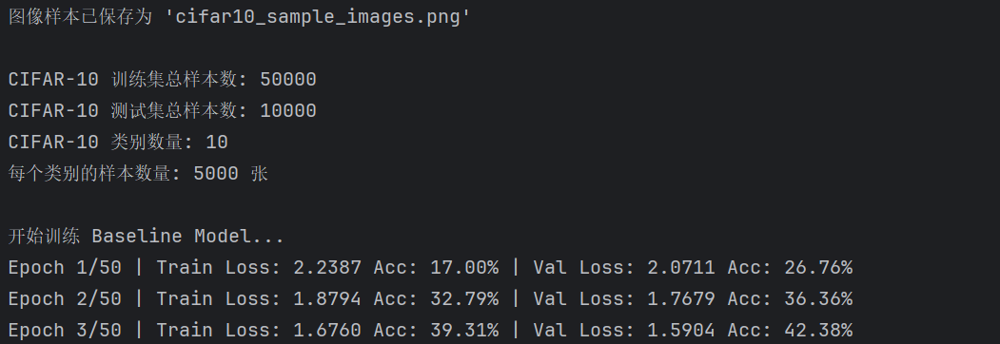 图像样本已保存为 'cifar10_sample_images.png'
CIFAR-10 训练集总样本数: 50000
CIFAR-10 测试集总样本数: 10000
CIFAR-10 类别数量: 10
每个类别的样本数量: 5000 张
开始训练 Baseline Model...
Epoch 1/50 | Train Loss: 2.2387 Acc: 17.00% | Val Loss: 2.0711 Acc: 26.76%
Epoch 2/50 | Train Loss: 1.8794 Acc: 32.79% | Val Loss: 1.7679 Acc: 36.36%
Epoch 3/50 | Train Loss: 1.6760 Acc: 39.31% | Val Loss: 1.5904 Acc: 42.38%